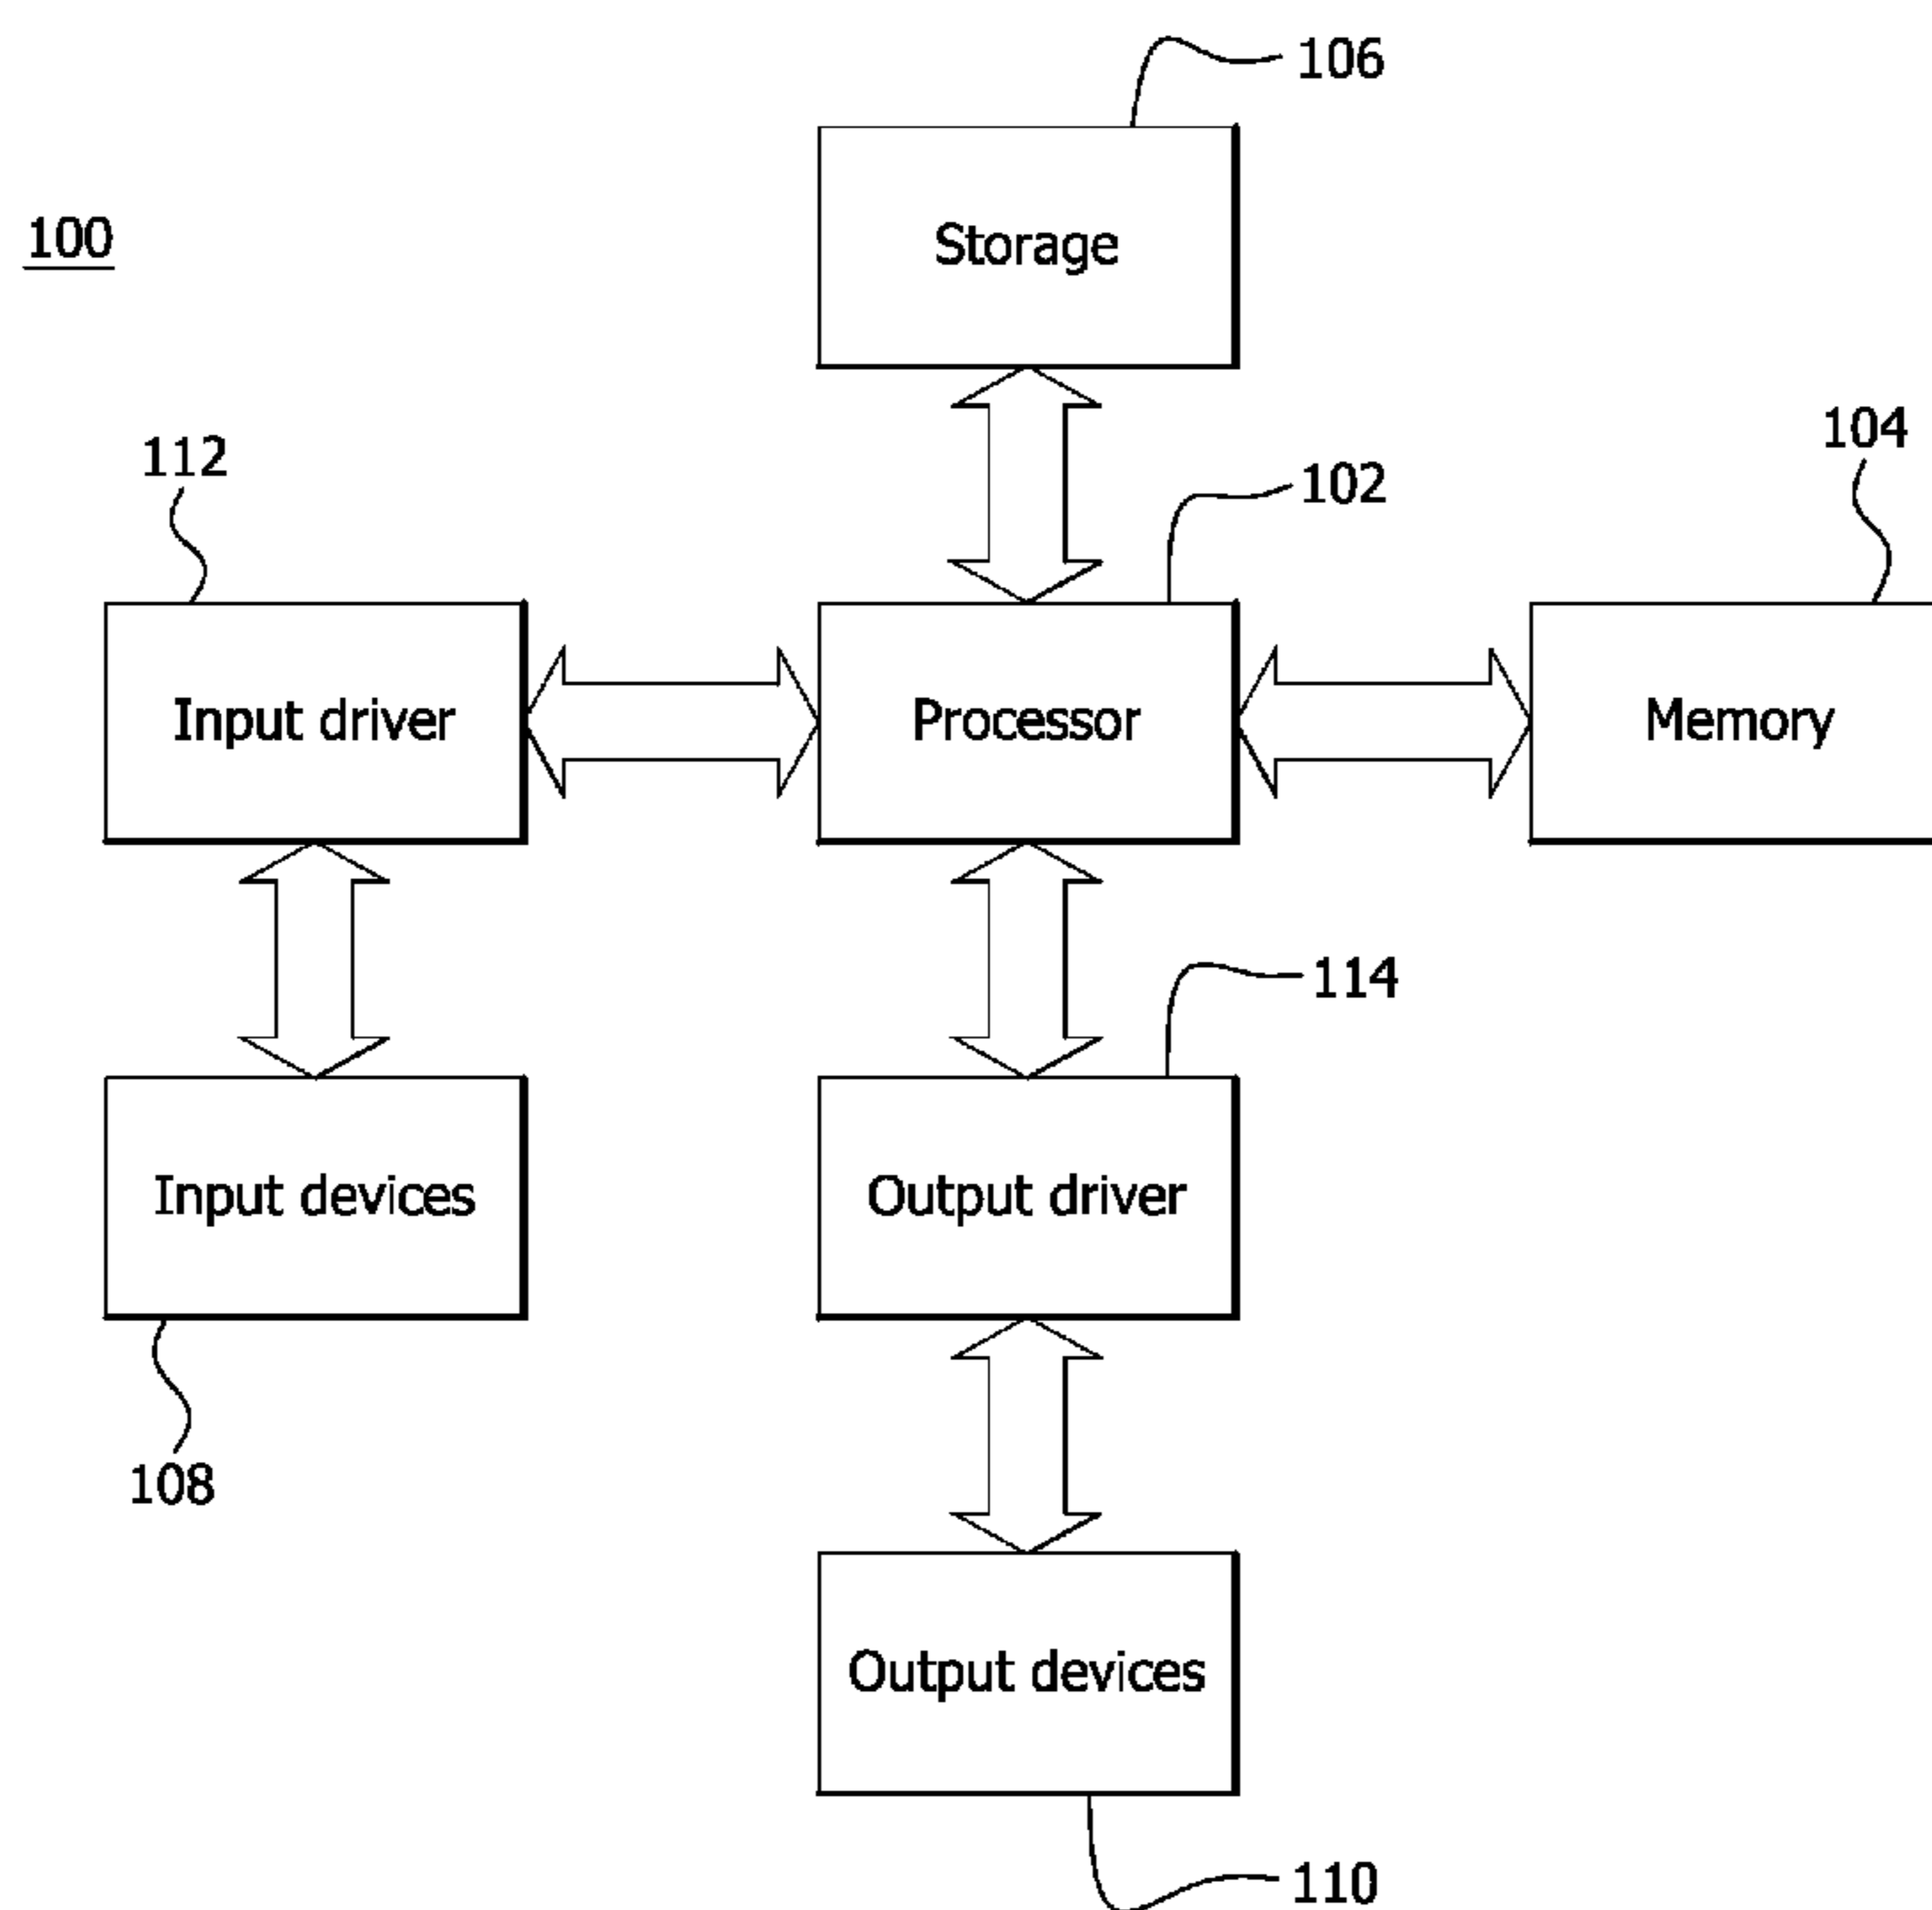 106
100
Storage
104
112
102
Input driver
Processor
Memory
114
Input devices
Output driver
108
Output devices
110